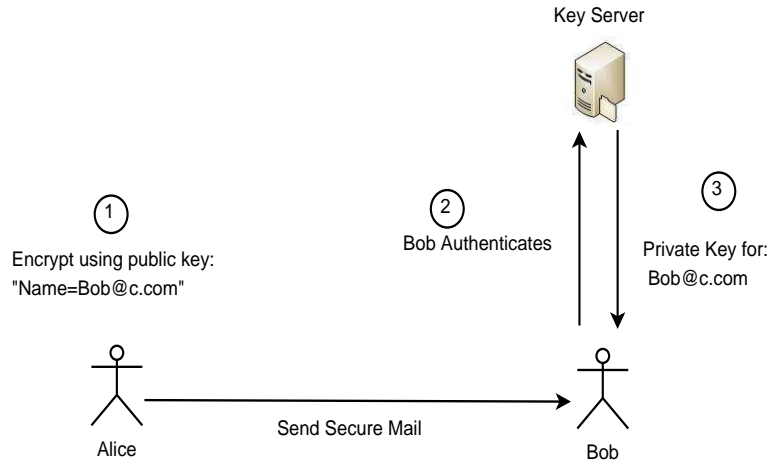 Key Server
1
Encrypt using public key:
"Name=Bob@c.com"
2
Bob Authenticates
3
Private Key for:
Bob@c.com
Send Secure Mail
Alice
Bob